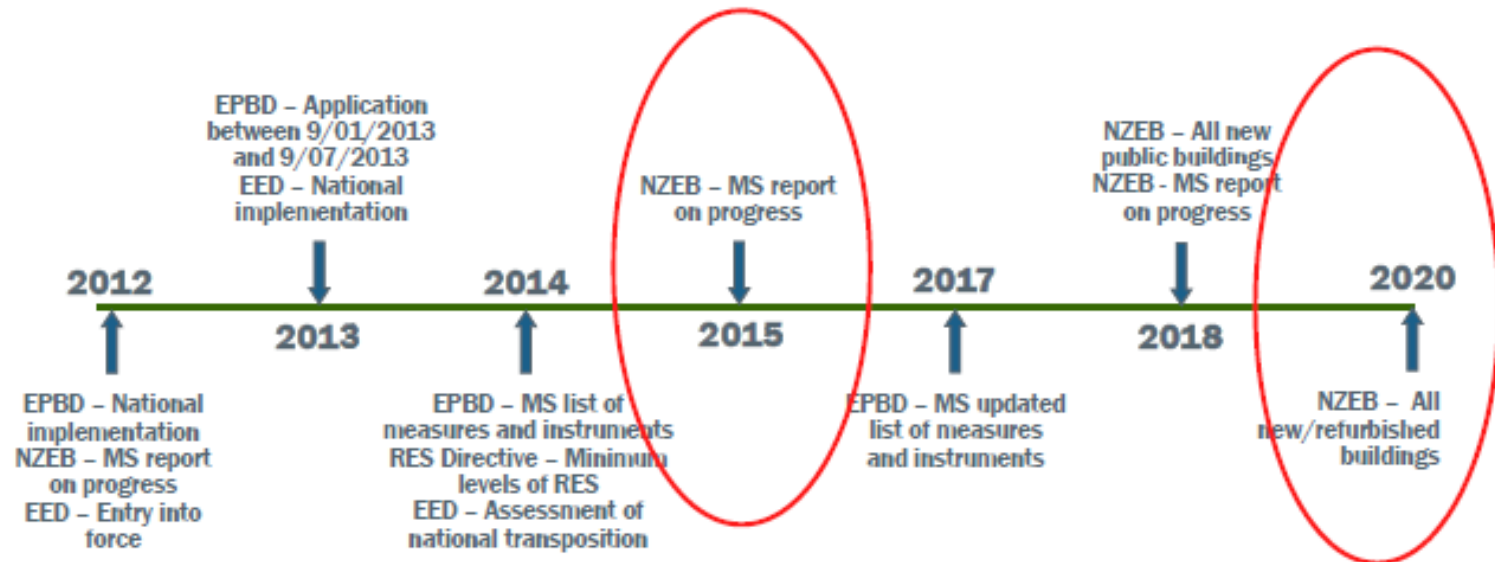 EPBD – Application
between 9/01/2013
and 9/07/2013
EED – National
implementation
NZEB – MS report
on progress
NZEB – All new
public buildings
NZEB - MS report
on progress
2012
2014
2017
2020
2013
2015
2018
EPBD – National
implementation
NZEB – MS report
on progress
EED – Entry into
force
EPBD – MS list of
measures and instruments
RES Directive – Minimum
levels of RES
EED – Assessment of
national transposition
EPBD – MS updated
list of measures
and instruments
NZEB – All
new/refurbished
buildings